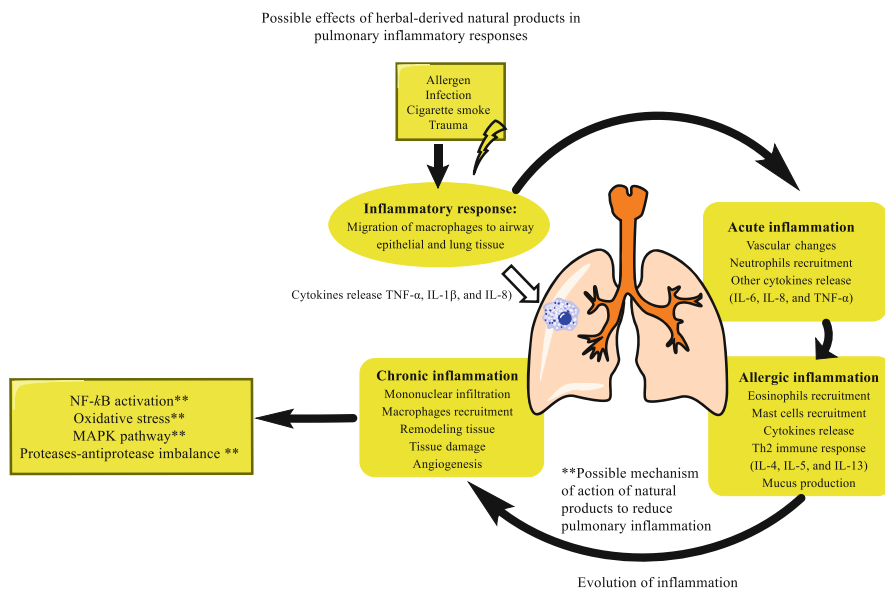 Possible effects of herbal-derived natural products in
pulmonary inflammatory responses
Allergen
Infection
Cigarette smoke
Trauma
Inflammatory response:
Migration of macrophages to airway
epithelial and lung tissue
Cytokines release TNF-α, IL-1β, and IL-8)
Acute inflammation
Vascular changes
Neutrophils recruitment
Other cytokines release
(IL-6, IL-8, and TNF-α)
Allergic inflammation
Eosinophils recruitment
Mast cells recruitment
Cytokines release
Th2 immune response
(IL-4, IL-5, and IL-13)
Mucus production
Chronic inflammation
Mononuclear infiltration
Macrophages recruitment
Remodeling tissue
Tissue damage
Angiogenesis
NF-kB activation**
Oxidative stress**
MAPK pathway**
Proteases-antiprotease imbalance **
**Possible mechanism
of action of natural
products to reduce
pulmonary inflammation
Evolution of inflammation